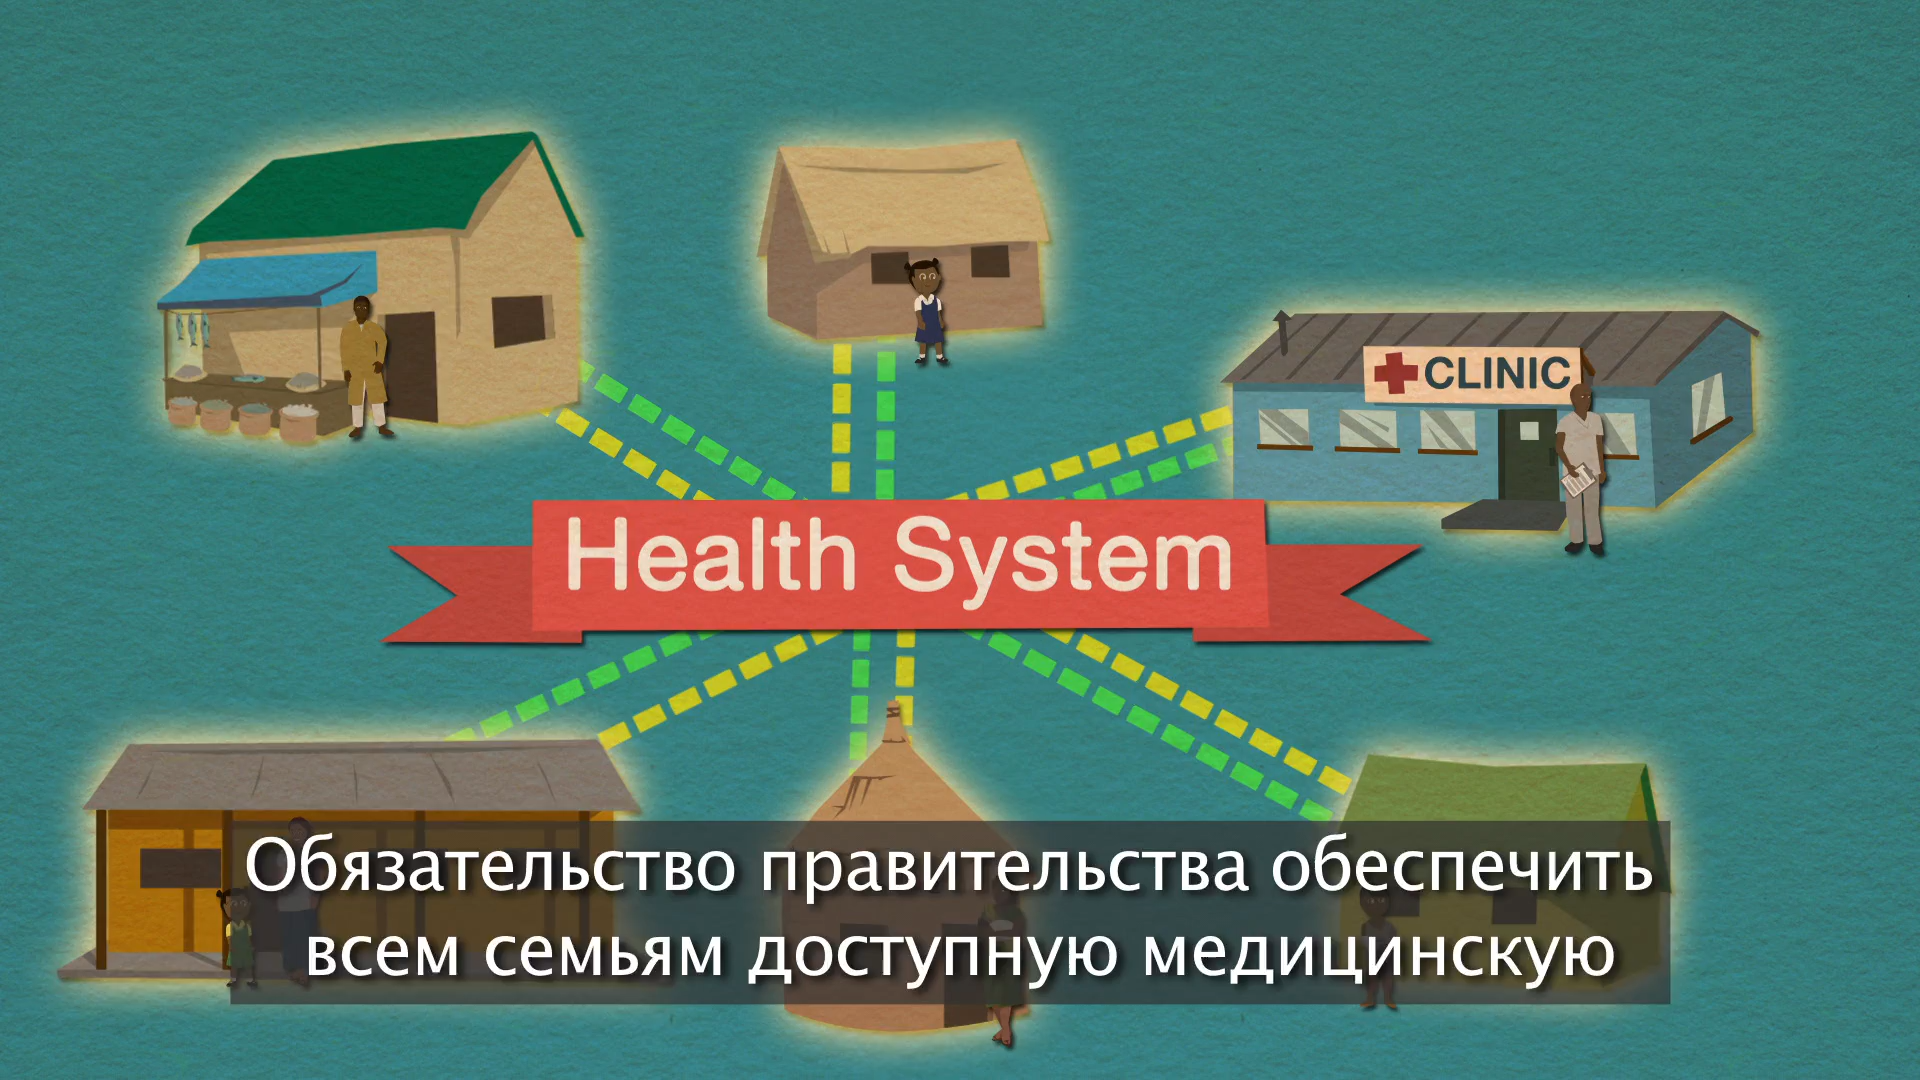 CLINIC
Health System
Обязательство правительства обеспечить
всем семьям доступную медицинскую